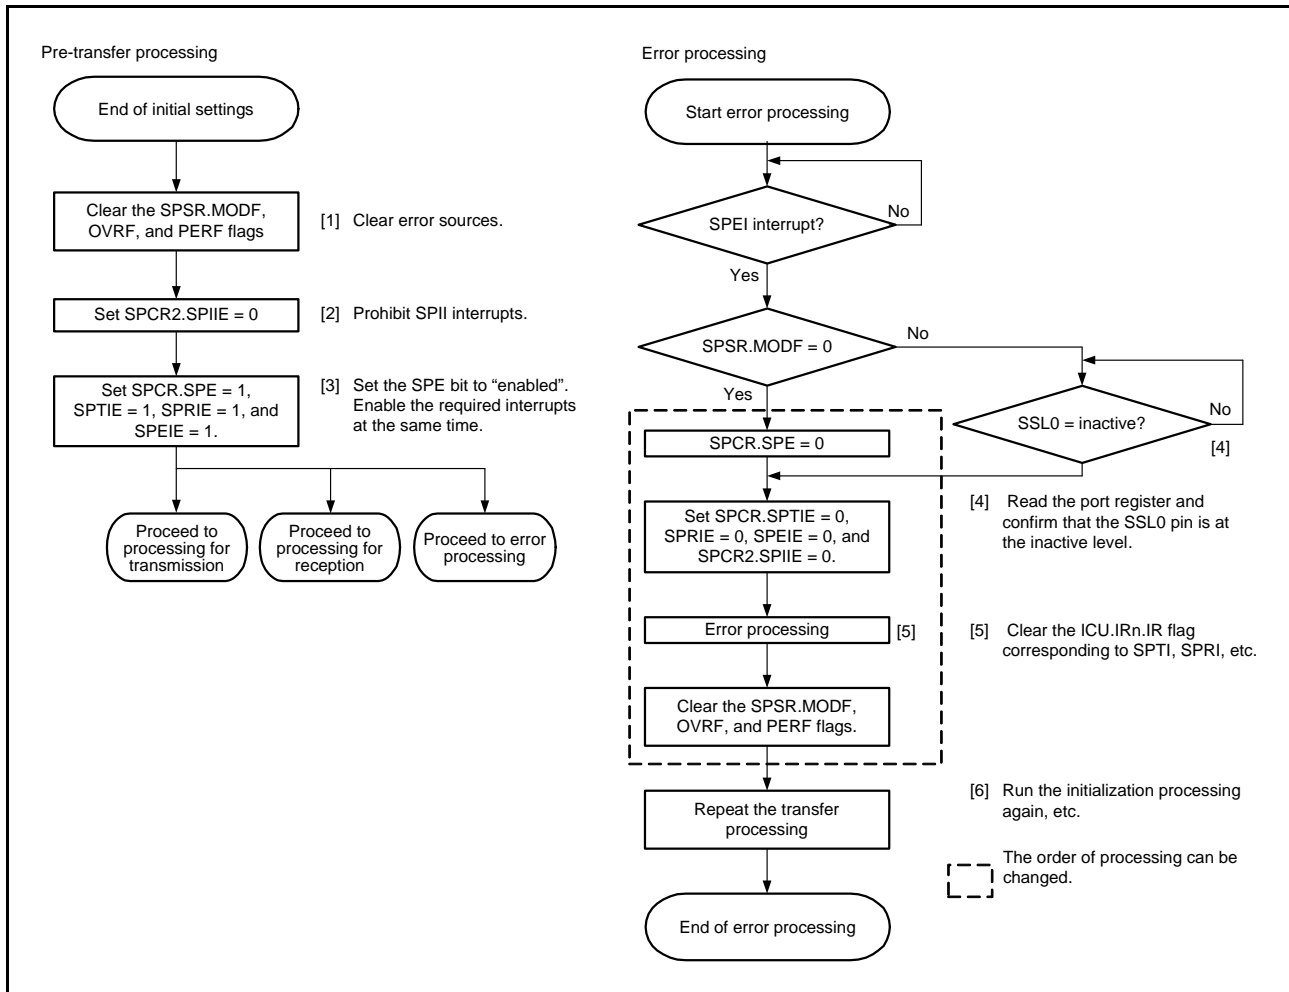 Pre-transfer processing
End of initial settings
Clear the SPSR.MODF,
OVRF, and PERF flags
[1] Clear error sources.
Set SPCR2.SPIIE = 0
[2] Prohibit SPII interrupts.
Set SPCR.SPE = 1,
SPTIE = 1, SPRIE = 1, and
SPEIE = 1.
[3] Set the SPE bit to “enabled”.
Enable the required interrupts
at the same time.
Proceed to
processing for
transmission
Proceed to
processing for
reception
Proceed to error
processing
Error processing
Start error processing
SPEI interrupt?
No
Yes
SPSR.MODF = 0
No
Yes
SSL0 = inactive?
No
[4]
SPCR.SPE = 0
Set SPCR.SPTIE = 0,
SPRIE = 0, SPEIE = 0, and
SPCR2.SPIIE = 0.
[4] Read the port register and
confirm that the SSL0 pin is at
the inactive level.
Error processing
[5]
[5] Clear the ICU.IRn.IR flag
corresponding to SPTI, SPRI, etc.
Clear the SPSR.MODF,
OVRF, and PERF flags.
Repeat the transfer
processing
[6] Run the initialization processing
again, etc.
The order of processing can be
changed.
End of error processing